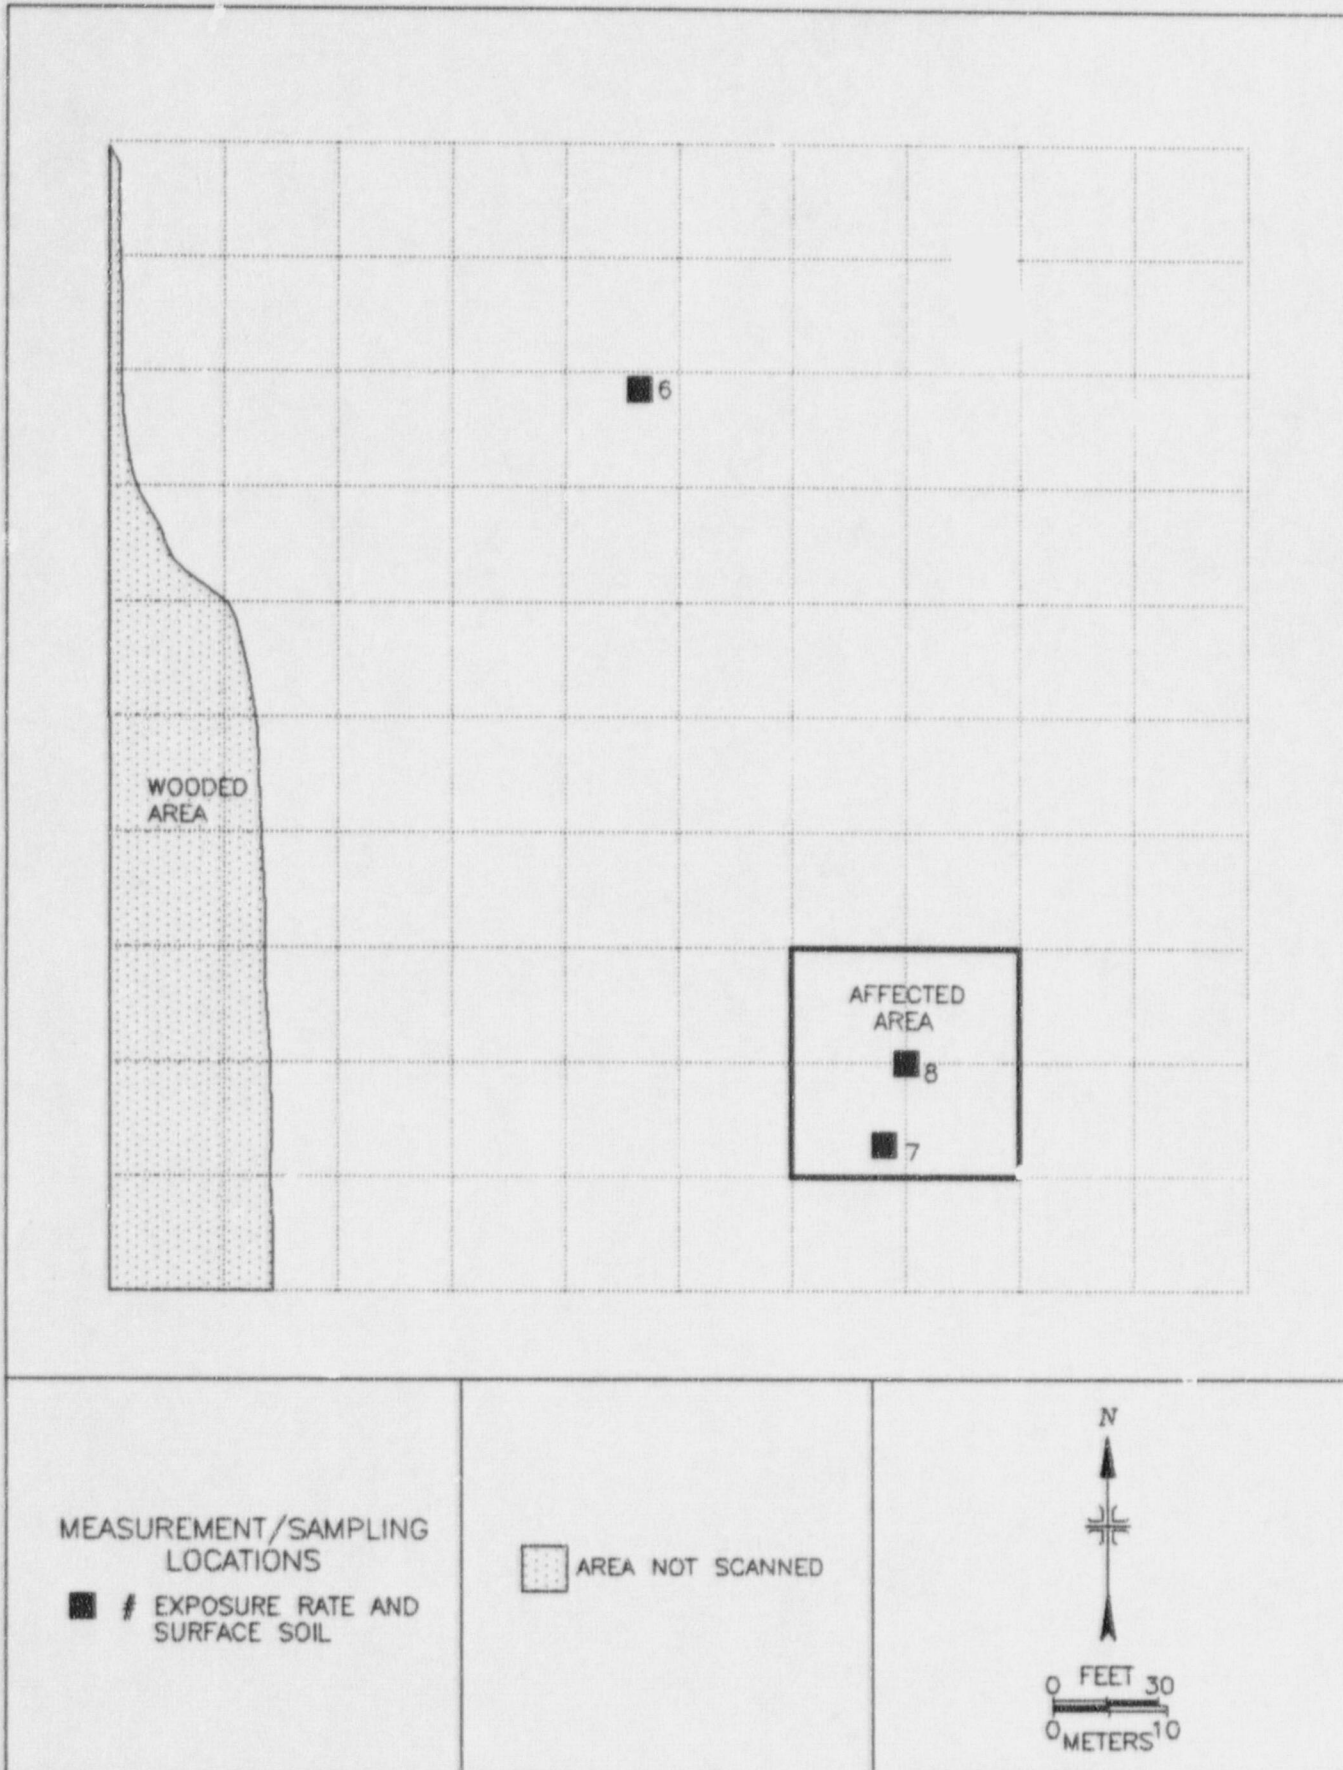 6
WOODED
AREA
AFFECTED
AREA
8
7
MEASUREMENT/SAMPLING
LOCATIONS
# EXPOSURE RATE AND
SURFACE SOIL
AREA NOT SCANNED
N
FEET
0 30
0 METERS 10